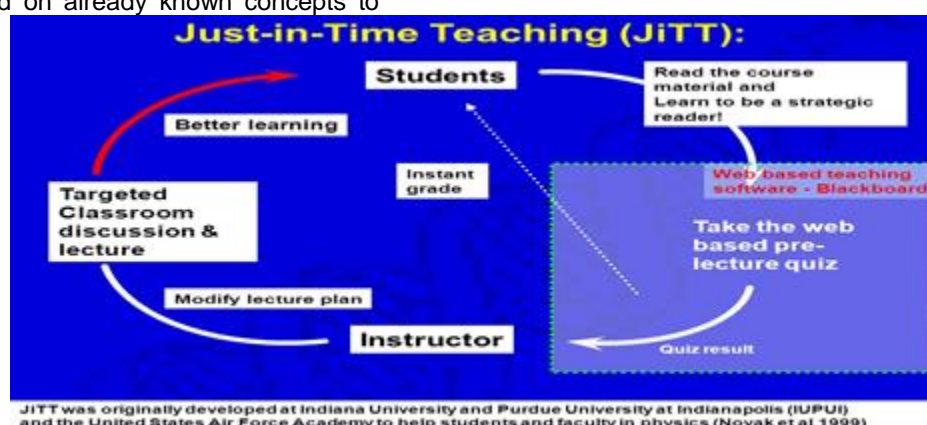 d on already known concepts to
Just-in-Time Teaching (JiTT):
Students
Read the course
material and
Learn to be a strategic
reader!
Better learning
Instant
grade
Web based teaching
software - Blackboard
Targeted
Classroom
discussion &
lecture
Take the web
based pre-
lecture quiz
Modify lecture plan
Instructor
Quiz result
JiTT was originally developed at Indiana University and Purdue University at Indianapolis (IUPUI)
and the United States Air Force Academy to help students and faculty in physics (Novak et al 1999)